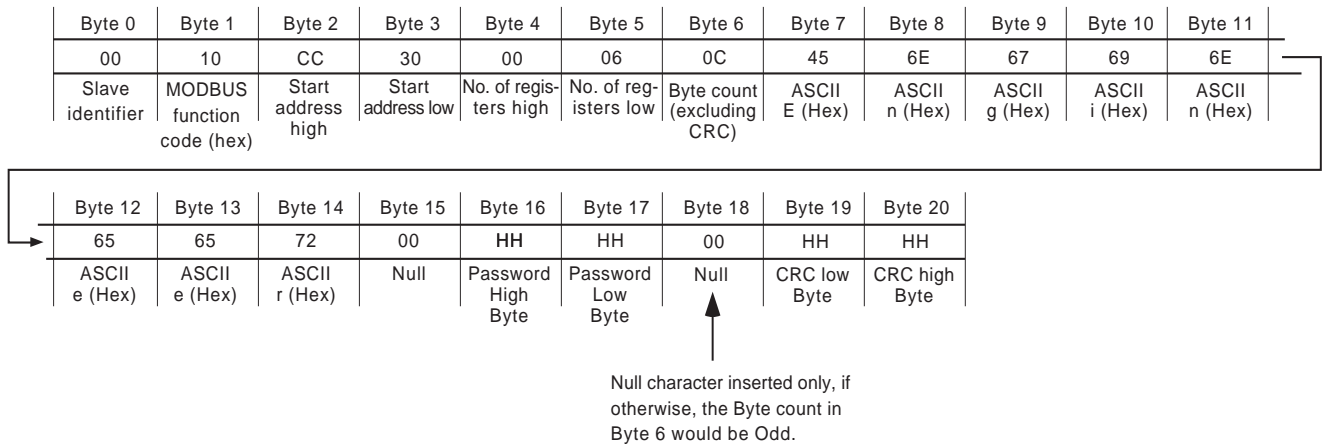 Byte 0 Byte 1 Byte 2 Byte 3 Byte 4 Byte 5 Byte 6 Byte 7 Byte 8 Byte 9 Byte 10 Byte 11
00 10 CC 30 00 06 0C 45 6E 67 69 6E
Slave MODBUS Start Start No. of regis- No. of reg- Byte count ASCII ASCII ASCII ASCII ASCII
identifier function address address low ters high isters low (excluding E (Hex) n (Hex) g (Hex) i (Hex) n (Hex)
code (hex) high CRC)
Byte 12 Byte 13 Byte 14 Byte 15 Byte 16 Byte 17 Byte 18 Byte 19 Byte 20
65 65 72 00 HH HH 00 HH HH
ASCII ASCII ASCII Null Password Password Null CRC low CRC high
e (Hex) e (Hex) r (Hex) High Low Byte Byte
Byte Byte
Null character inserted only, if
otherwise, the Byte count in
Byte 6 would be Odd.